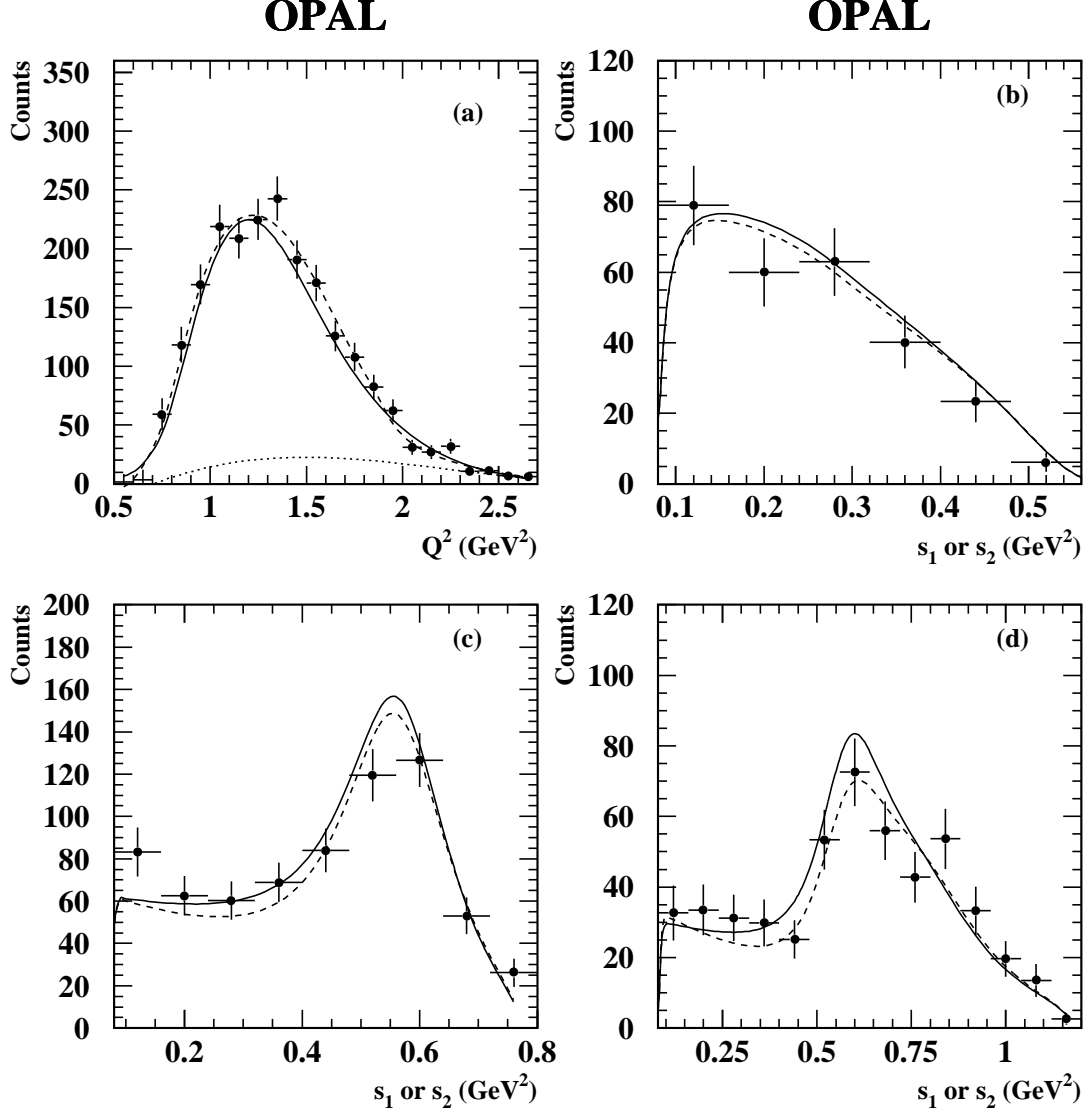 OPAL
OPAL
Counts
350
300
250
200
150
100
50
0
(a)
0.5 1 1.5 2 2.5
Q² (GeV²)
Counts
120
100
80
60
40
20
0
(b)
0.1 0.2 0.3 0.4 0.5
s₁ or s₂ (GeV²)
Counts
200
180
160
140
120
100
80
60
40
20
0
(c)
0.2 0.4 0.6 0.8
s₁ or s₂ (GeV²)
Counts
120
100
80
60
40
20
0
(d)
0.25 0.5 0.75 1
s₁ or s₂ (GeV²)